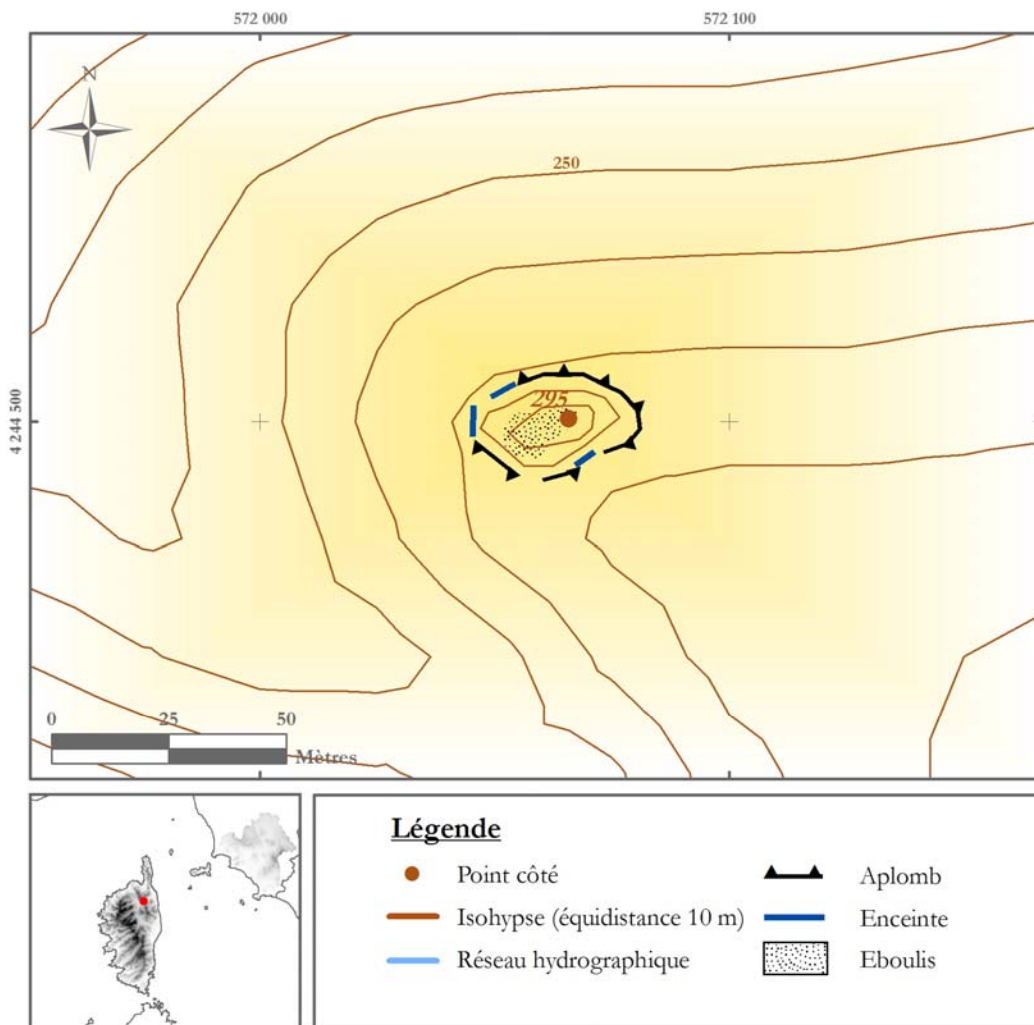 572 000 572 100
N
250
4 244 500
295
0 25 50
Mètres
Légende
Point côté
Aplomb
Isohypse (équidistance 10 m)
Enceinte
Réseau hydrographique
Eboulis